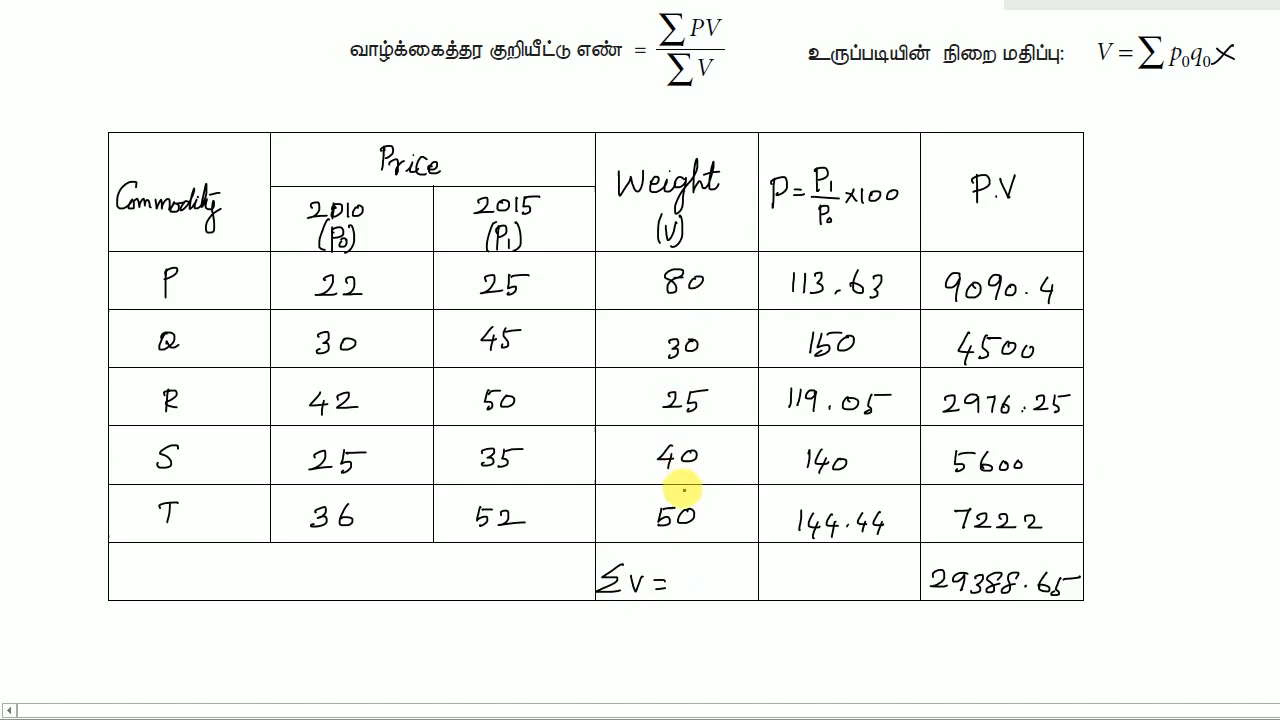 வாழ்க்கைத்தர குறியீட்டு எண் = ∑ PV / ∑ V உருப்படியின் நிறை மதிப்பு: V = ∑ p₀q₀ ×
Commodity Price Weight (V) P = P₁/P₀ ×100 P.V
2010 (P₀) 2015 (P₁)
P 22 25 80 113.63 9090.4
Q 30 45 30 150 4500
R 42 50 25 119.05 2976.25
S 25 35 40 140 5600
T 36 52 50 144.44 7222
∑V = 29388.65